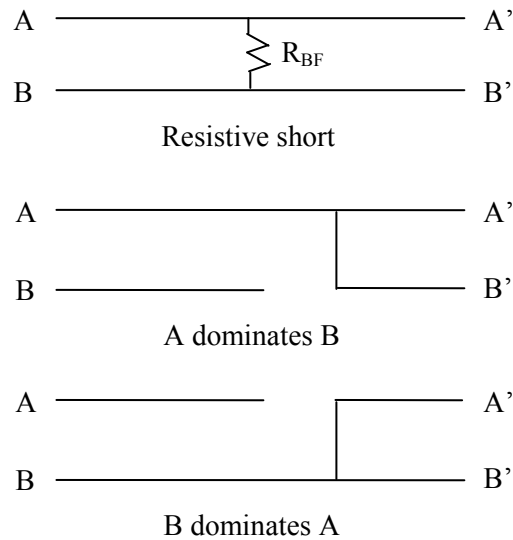 A A’
R_BF
B B’
Resistive short
A A’
B B’
A dominates B
A A’
B B’
B dominates A